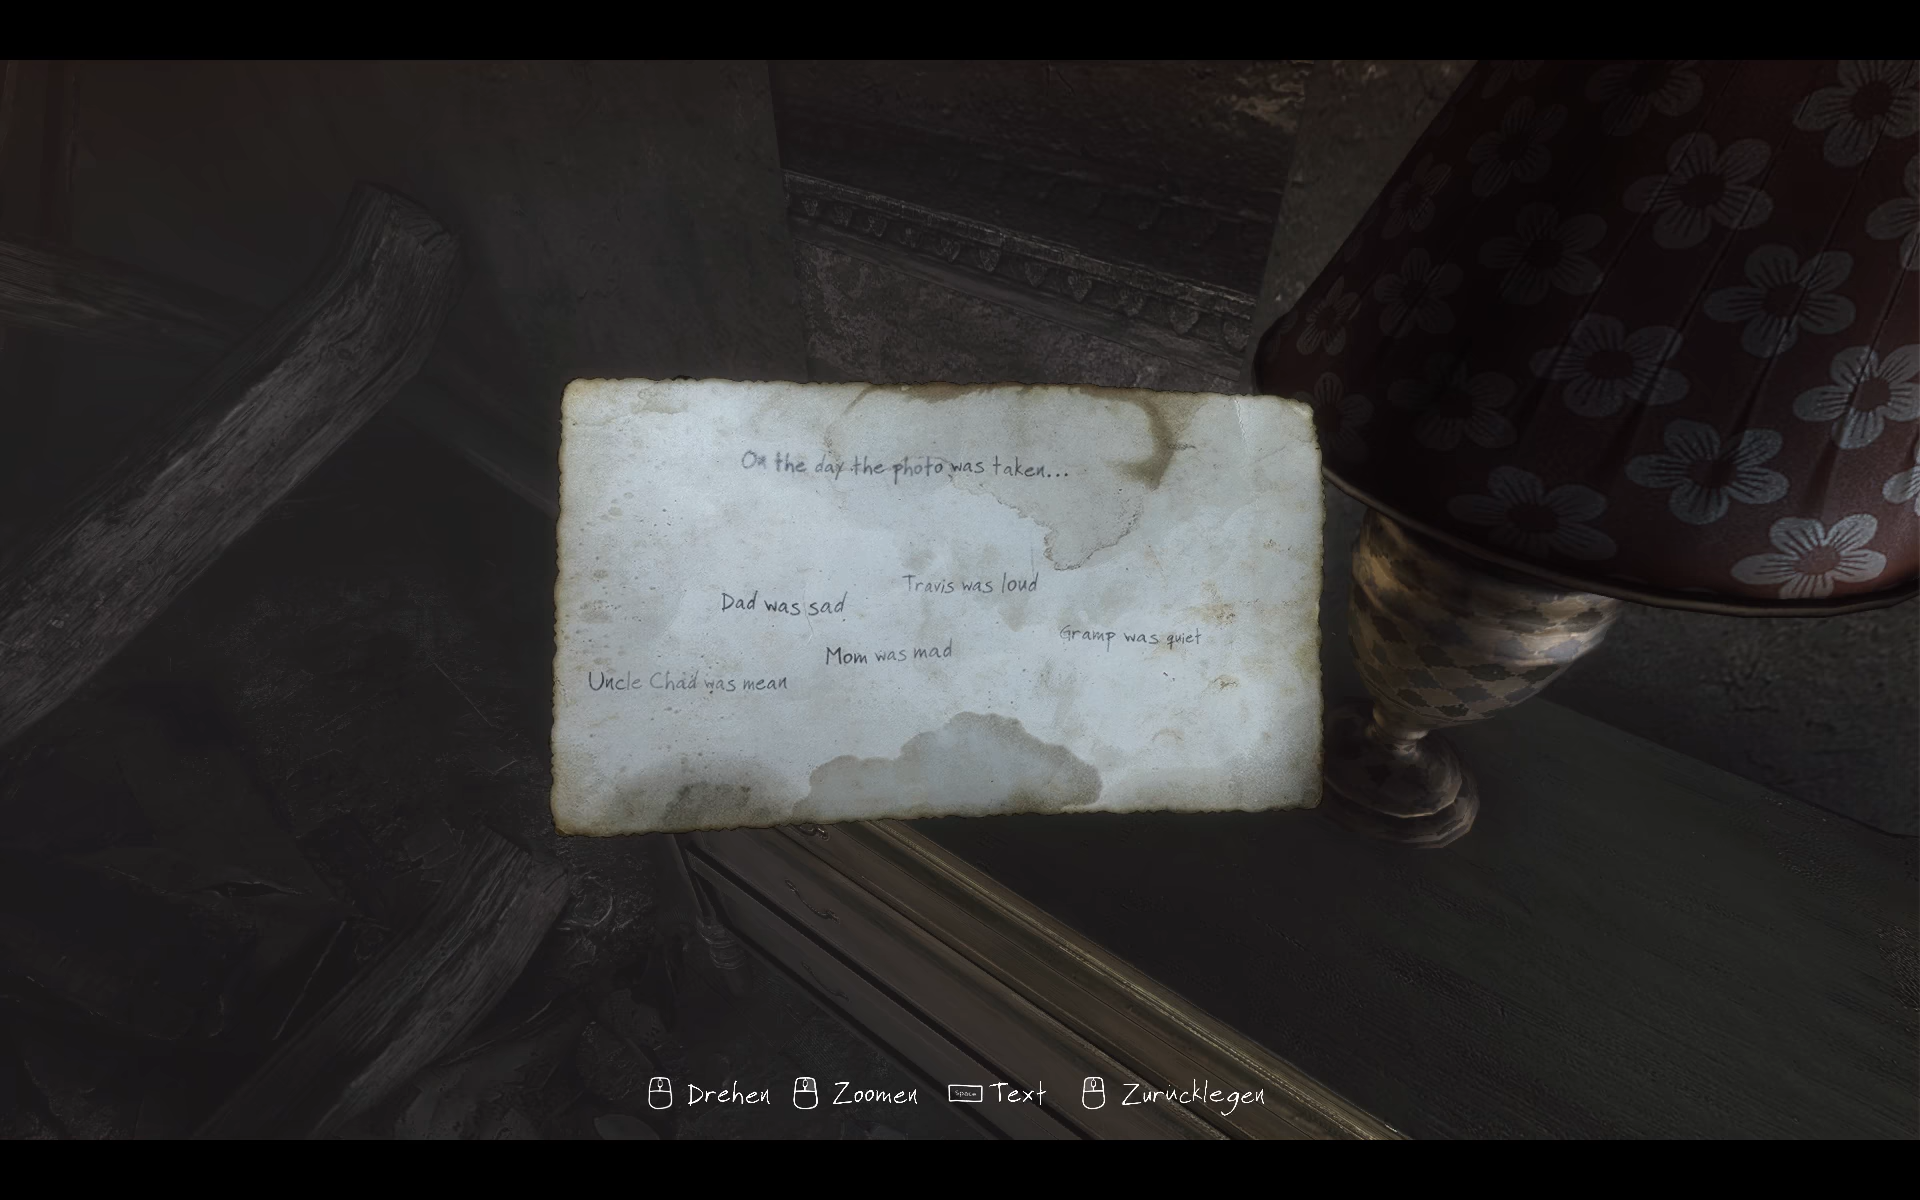 On the day the photo was taken...
Travis was loud
Dad was sad
Gramp was quiet
Mom was mad
Uncle Chad was mean
Drehen Zoomen Space Text Zurücklegen